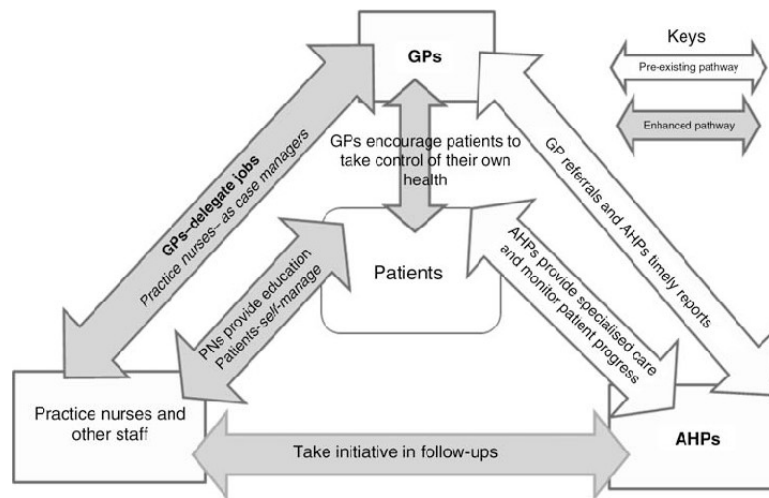 Keys
GPs
Pre-existing pathway
Enhanced pathway
GPs encourage patients to
take control of their own
health
GPs–delegate jobs
Practice nurses– as case managers
GP referrals and AHPs timely reports
Patients
PNs provide education
Patients-self-manage
AHPs provide specialised care
and monitor patient progress
Practice nurses and
other staff
Take initiative in follow-ups
AHPs